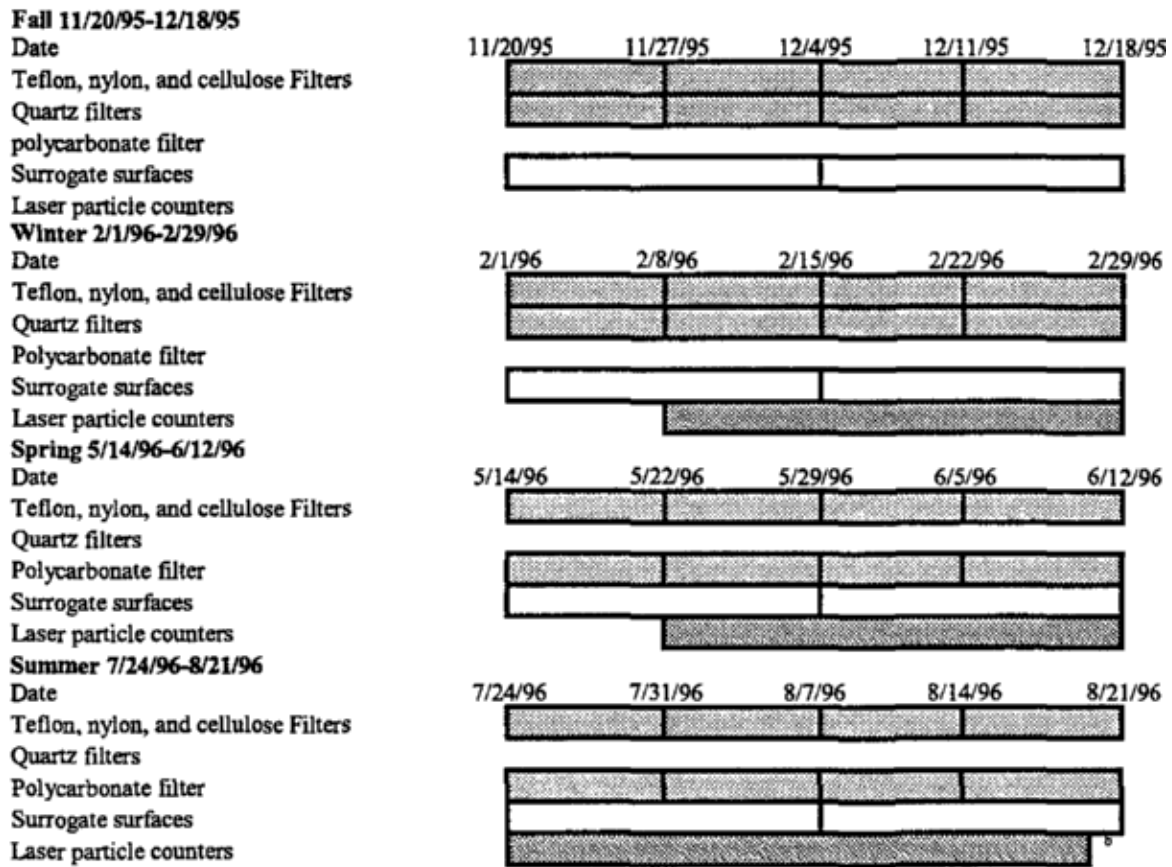 Fall 11/20/95-12/18/95
Date 11/20/95 11/27/95 12/4/95 12/11/95 12/18/95
Teflon, nylon, and cellulose Filters
Quartz filters
polycarbonate filter
Surrogate surfaces
Laser particle counters
Winter 2/1/96-2/29/96
Date 2/1/96 2/8/96 2/15/96 2/22/96 2/29/96
Teflon, nylon, and cellulose Filters
Quartz filters
Polycarbonate filter
Surrogate surfaces
Laser particle counters
Spring 5/14/96-6/12/96
Date 5/14/96 5/22/96 5/29/96 6/5/96 6/12/96
Teflon, nylon, and cellulose Filters
Quartz filters
Polycarbonate filter
Surrogate surfaces
Laser particle counters
Summer 7/24/96-8/21/96
Date 7/24/96 7/31/96 8/7/96 8/14/96 8/21/96
Teflon, nylon, and cellulose Filters
Quartz filters
Polycarbonate filter
Surrogate surfaces
Laser particle counters